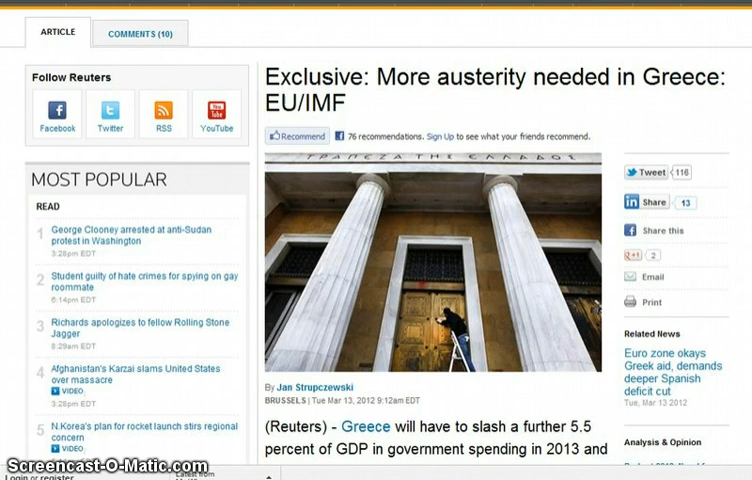 ARTICLE
COMMENTS (10)
Follow Reuters
Facebook
Twitter
RSS
YouTube
MOST POPULAR
READ
1 George Clooney arrested at anti-Sudan
protest in Washington
3:28pm EDT
2 Student guilty of hate crimes for spying on gay
roommate
6:14pm EDT
3 Richards apologizes to fellow Rolling Stone
Jagger
8:29am EDT
4 Afghanistan's Karzai slams United States
over massacre
VIDEO
3:26pm EDT
5 N.Korea's plan for rocket launch stirs regional
concern
VIDEO
Exclusive: More austerity needed in Greece:
EU/IMF
Recommend
76 recommendations. Sign Up to see what your friends recommend.
ΤΡΑΠΕΖΑ ΤΗΣ ΕΛΛΑΔΟΣ
By Jan Strupczewski
BRUSSELS | Tue Mar 13, 2012 9:12am EDT
(Reuters) - Greece will have to slash a further 5.5
percent of GDP in government spending in 2013 and
Tweet 116
Share 13
Share this
+1 2
Email
Print
Related News
Euro zone okays
Greek aid, demands
deeper Spanish
deficit cut
Tue, Mar 13 2012
Analysis & Opinion
Screencast-O-Matic.com
Login or register
Latest from